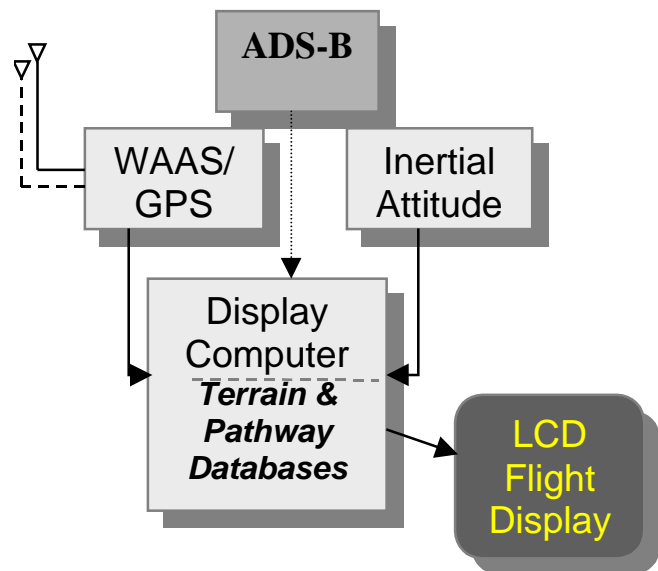 ADS-B
WAAS/
GPS
Inertial
Attitude
Display
Computer
Terrain &
Pathway
Databases
LCD
Flight
Display